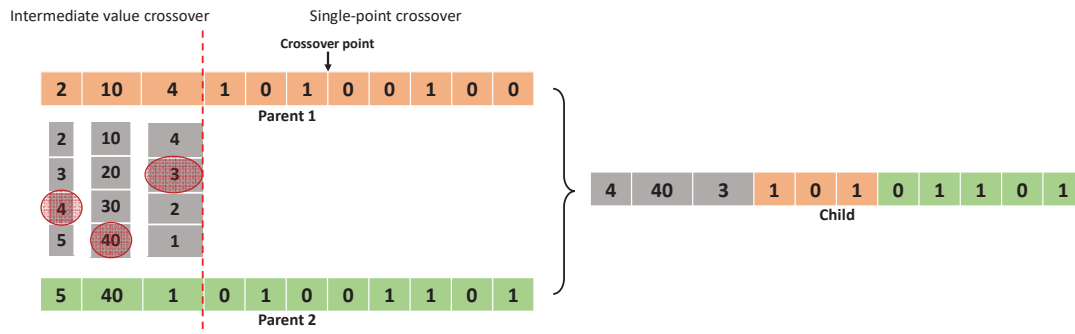 Intermediate value crossover
Single-point crossover
Crossover point
2 10 4 1 0 1 0 0 1 0 0
Parent 1
2 10 4
3 20 3
4 30 2
5 40 1
4 40 3 1 0 1 0 1 1 0 1
Child
5 40 1 0 1 0 0 1 1 0 1
Parent 2